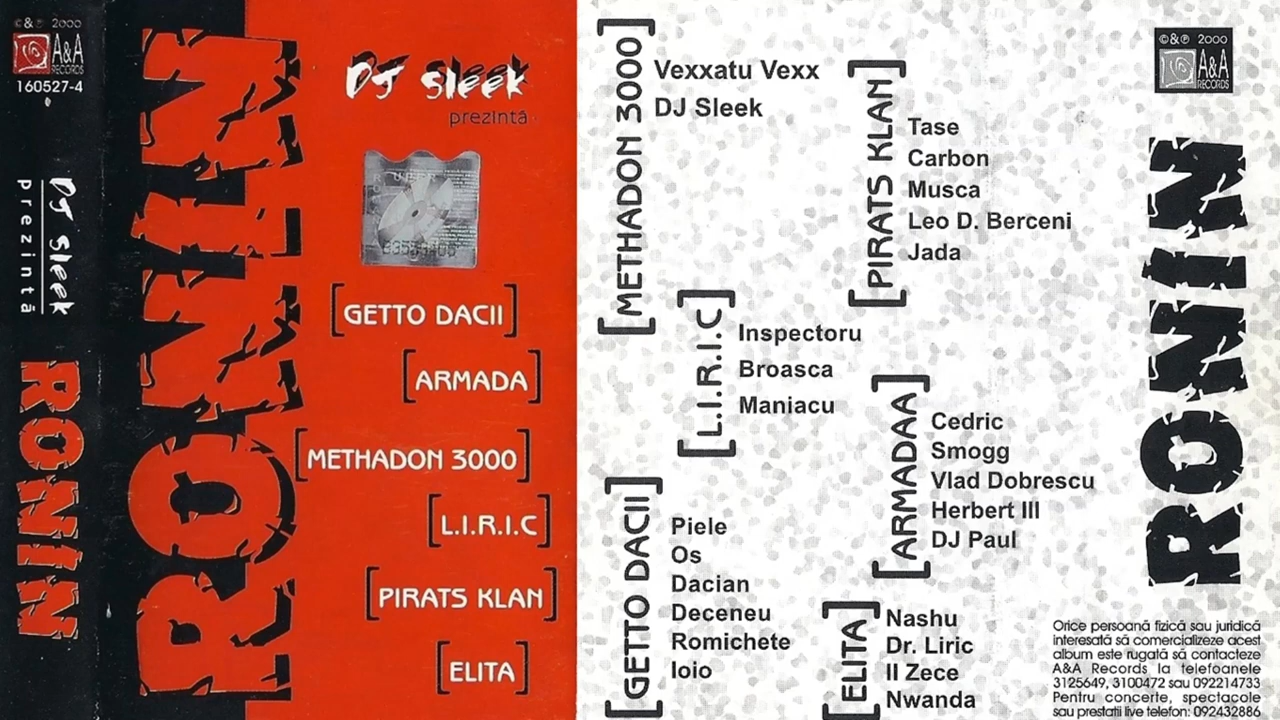 ©&℗ 2000
A&A
RECORDS
160527-4
DJ Sleek
prezintă
RONIN
RONIN
DJ Sleek
prezintă
[GETTO DACII]
[ARMADA]
[METHADON 3000]
[L.I.R.I.C]
[PIRATS KLAN]
[ELITA]
[METHADON 3000]
Vexxatu Vexx
DJ Sleek
[L.I.R.I.C]
Inspectoru
Broasca
Maniacu
[GETTO DACII]
Piele
Os
Dacian
Deceneu
Romichete
Ioio
[PIRATS KLAN]
Tase
Carbon
Musca
Leo D. Berceni
Jada
[ARMADAA]
Cedric
Smogg
Vlad Dobrescu
Herbert III
DJ Paul
[ELITA]
Nashu
Dr. Liric
II Zece
Nwanda
©&℗ 2000
A&A
RECORDS
RONIN
Orice persoană fizică sau juridică
interesată să comercializeze acest
album este rugată să contacteze
A&A Records la telefoanele
3125649, 3100472 sau 092214733
Pentru concerte, spectacole
sau prestatii live telefon: 092432886